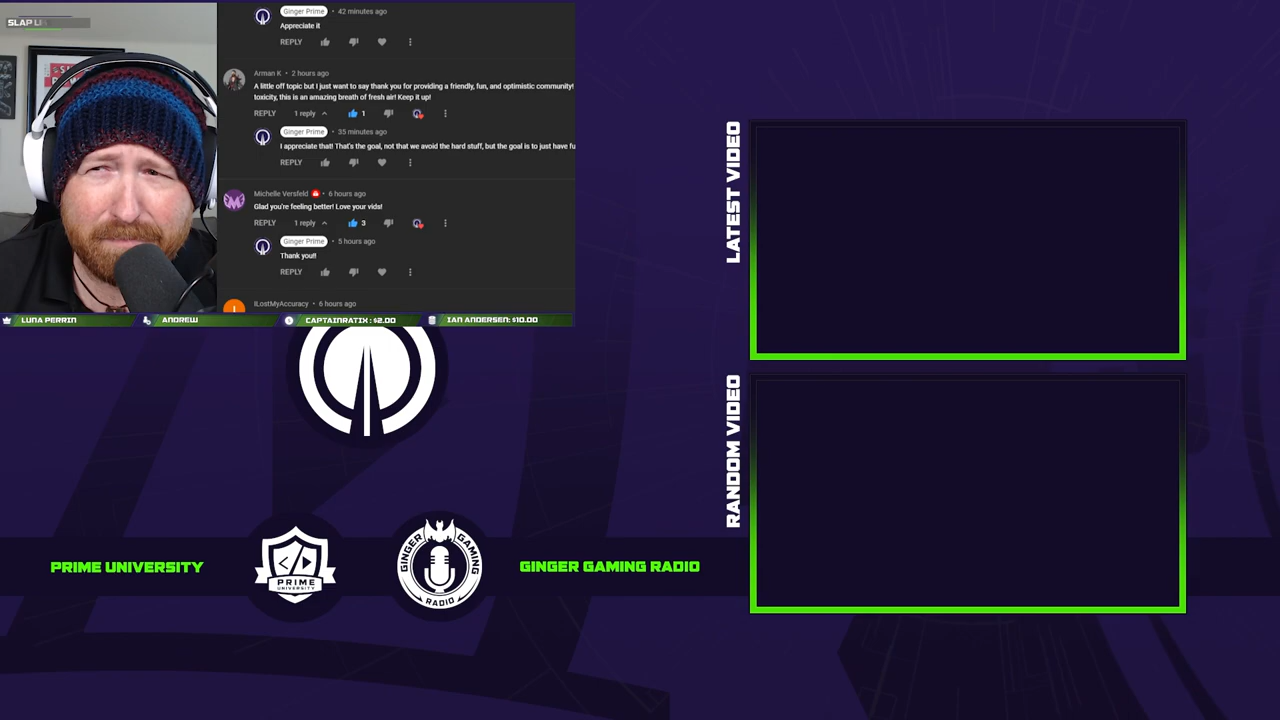 SLAP
Ginger Prime 42 minutes ago
Appreciate it
REPLY
Arman K • 2 hours ago
A little off topic but I just want to say thank you for providing a friendly, fun, and optimistic community!
toxicity, this is an amazing breath of fresh air! Keep it up!
REPLY 1 reply 1
Ginger Prime • 35 minutes ago
I appreciate that! That's the goal, not that we avoid the hard stuff, but the goal is to just have fu
REPLY
Michelle Versfeld • 6 hours ago
Glad you're feeling better! Love your vids!
REPLY 1 reply 3
Ginger Prime • 5 hours ago
Thank you!!
REPLY
ILostMyAccuracy • 6 hours ago
LUNA PERRIN
ANDREW
CAPTAINRATIX : $2.00
IAN ANDERSEN: $10.00
LATEST VIDEO
RANDOM VIDEO
PRIME UNIVERSITY
PRIME
UNIVERSITY
GINGER GAMING
RADIO
GINGER GAMING RADIO